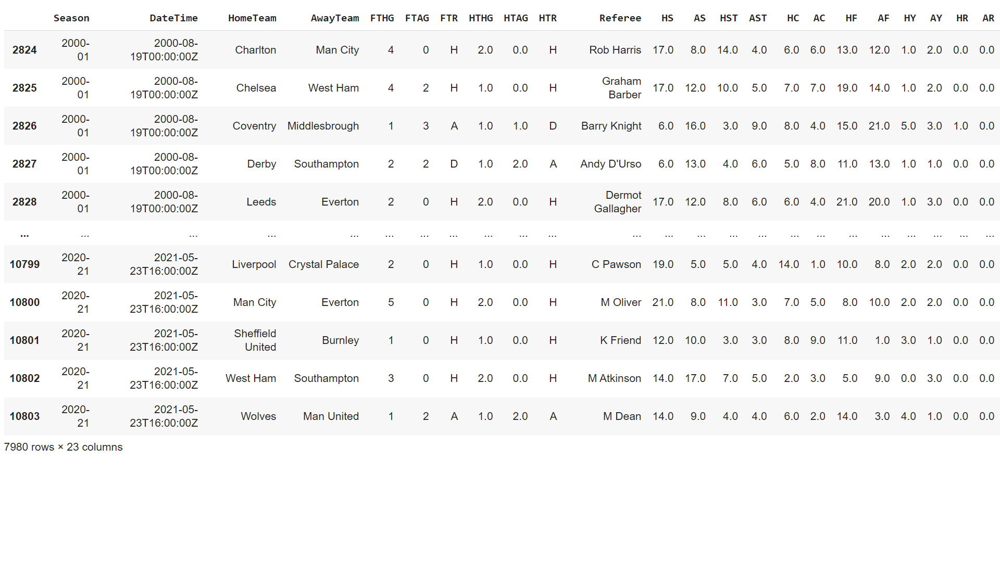 Season DateTime HomeTeam AwayTeam FTHG FTAG FTR HTHG HTAG HTR Referee HS AS HST AST HC AC HF AF HY AY HR AR
2824 2000-01 2000-08-19T00:00:00Z Charlton Man City 4 0 H 2.0 0.0 H Rob Harris 17.0 8.0 14.0 4.0 6.0 6.0 13.0 12.0 1.0 2.0 0.0 0.0
2825 2000-01 2000-08-19T00:00:00Z Chelsea West Ham 4 2 H 1.0 0.0 H Graham Barber 17.0 12.0 10.0 5.0 7.0 7.0 19.0 14.0 1.0 2.0 0.0 0.0
2826 2000-01 2000-08-19T00:00:00Z Coventry Middlesbrough 1 3 A 1.0 1.0 D Barry Knight 6.0 16.0 3.0 9.0 8.0 4.0 15.0 21.0 5.0 3.0 1.0 0.0
2827 2000-01 2000-08-19T00:00:00Z Derby Southampton 2 2 D 1.0 2.0 A Andy D'Urso 6.0 13.0 4.0 6.0 5.0 8.0 11.0 13.0 1.0 1.0 0.0 0.0
2828 2000-01 2000-08-19T00:00:00Z Leeds Everton 2 0 H 2.0 0.0 H Dermot Gallagher 17.0 12.0 8.0 6.0 6.0 4.0 21.0 20.0 1.0 3.0 0.0 0.0
... ... ... ... ... ... ... ... ... ... ... ... ... ... ... ... ... ... ... ... ... ... ... ...
10799 2020-21 2021-05-23T16:00:00Z Liverpool Crystal Palace 2 0 H 1.0 0.0 H C Pawson 19.0 5.0 5.0 4.0 14.0 1.0 10.0 8.0 2.0 2.0 0.0 0.0
10800 2020-21 2021-05-23T16:00:00Z Man City Everton 5 0 H 2.0 0.0 H M Oliver 21.0 8.0 11.0 3.0 7.0 5.0 8.0 10.0 2.0 2.0 0.0 0.0
10801 2020-21 2021-05-23T16:00:00Z Sheffield United Burnley 1 0 H 1.0 0.0 H K Friend 12.0 10.0 3.0 3.0 8.0 9.0 11.0 1.0 3.0 1.0 0.0 0.0
10802 2020-21 2021-05-23T16:00:00Z West Ham Southampton 3 0 H 2.0 0.0 H M Atkinson 14.0 17.0 7.0 5.0 2.0 3.0 5.0 9.0 0.0 3.0 0.0 0.0
10803 2020-21 2021-05-23T16:00:00Z Wolves Man United 1 2 A 1.0 2.0 A M Dean 14.0 9.0 4.0 4.0 6.0 2.0 14.0 3.0 4.0 1.0 0.0 0.0
7980 rows × 23 columns